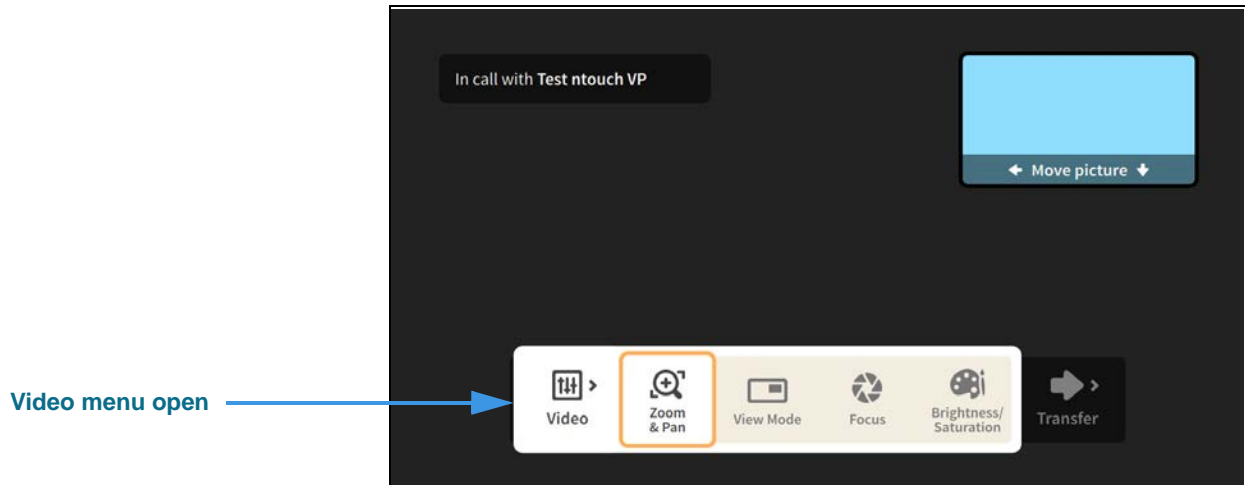 In call with Test ntouch VP
Move picture
Video menu open
Video
Zoom
& Pan
View Mode
Focus
Brightness/
Saturation
Transfer